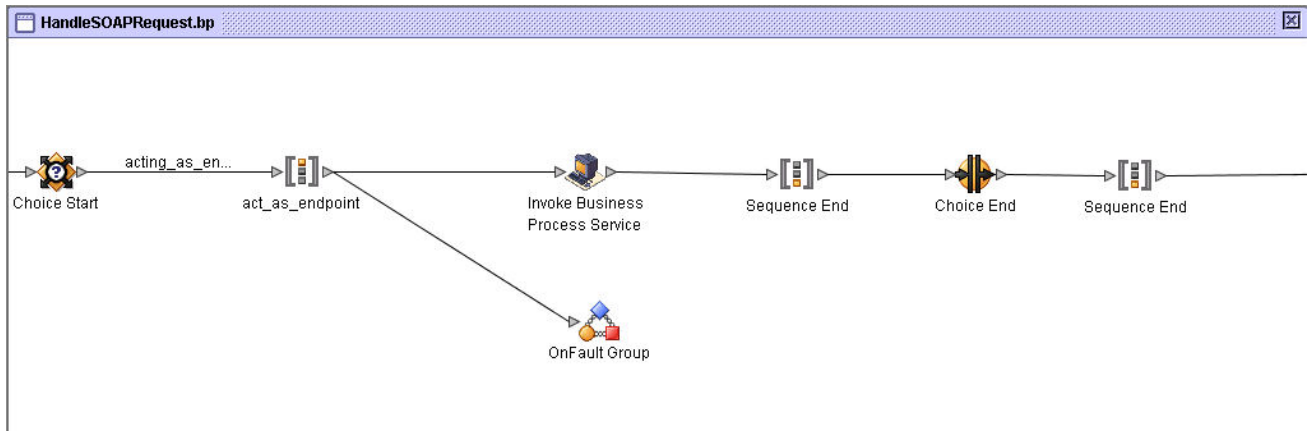 HandleSOAPRequest.bp
acting_as_en...
Choice Start
act_as_endpoint
Invoke Business
Process Service
Sequence End
Choice End
Sequence End
OnFault Group